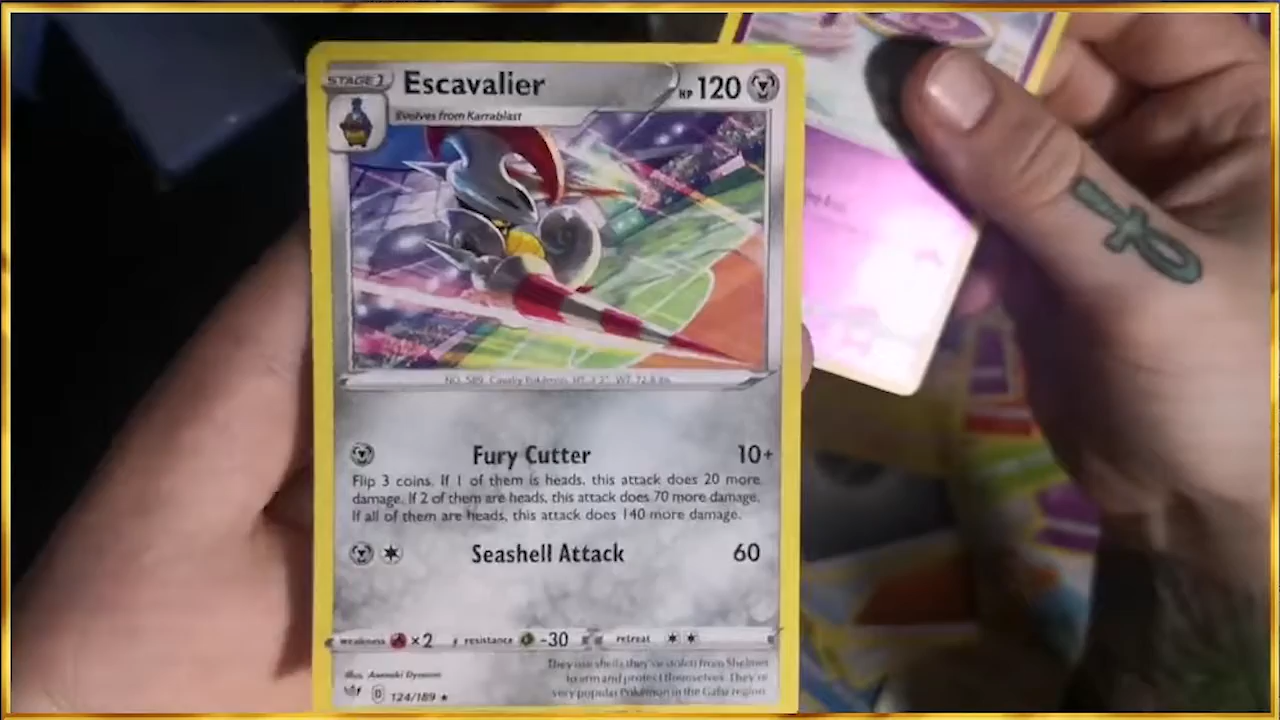 STAGE 1
Escavalier
HP 120
Evolves from Karrablast
NO. 589 Cavalry Pokémon HT: 3'3" WT: 72.8 lbs.
Fury Cutter 10+
Flip 3 coins. If 1 of them is heads, this attack does 20 more
damage. If 2 of them are heads, this attack does 70 more damage.
If all of them are heads, this attack does 140 more damage.
Seashell Attack 60
weakness ×2 resistance -30 retreat
They use shells they've stolen from Shelmet
to arm and protect themselves. They're
very popular Pokémon in the Galar region.
Illus. Asenaki Dynamo
D 124/189 ★